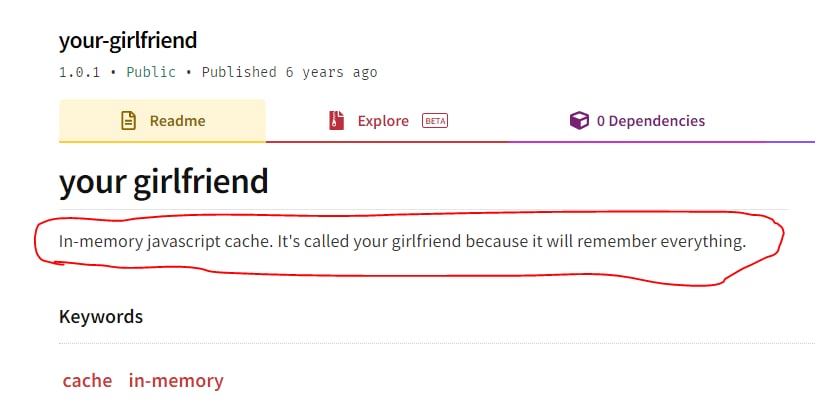 your-girlfriend
1.0.1 • Public • Published 6 years ago
Readme Explore BETA 0 Dependencies
your girlfriend
In-memory javascript cache. It's called your girlfriend because it will remember everything.
Keywords
cache in-memory